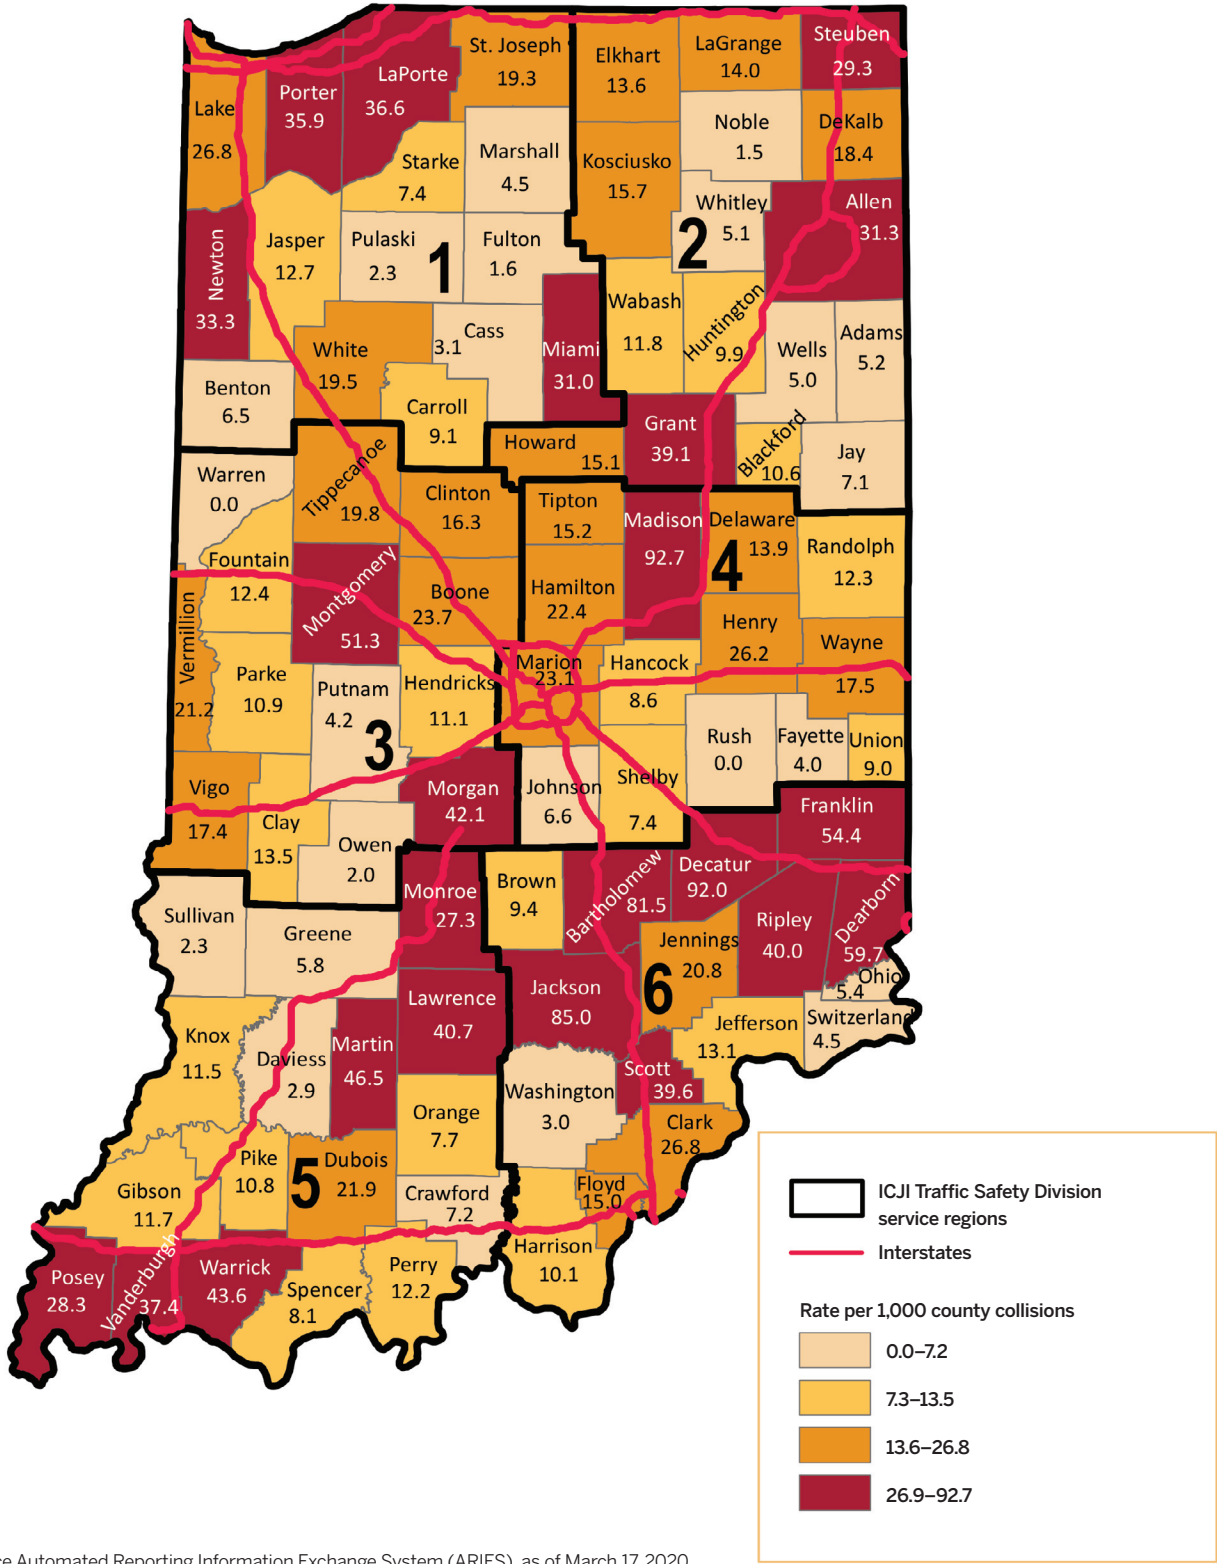 Steuben
29.3
LaGrange
14.0
St. Joseph
19.3
Elkhart
13.6
LaPorte
36.6
Porter
35.9
Lake
26.8
Noble
1.5
DeKalb
18.4
Marshall
4.5
Starke
7.4
Kosciusko
15.7
Whitley
5.1
2
Allen
31.3
Newton
33.3
Jasper
12.7
Pulaski
2.3
1
Fulton
1.6
Wabash
11.8
Huntington
9.9
Wells
5.0
Adams
5.2
White
19.5
Cass
3.1
Miami
31.0
Benton
6.5
Carroll
9.1
Howard
15.1
Grant
39.1
Blackford
10.6
Jay
7.1
Warren
0.0
Tippecanoe
19.8
Clinton
16.3
Tipton
15.2
Madison
92.7
Delaware
13.9
4
Randolph
12.3
Fountain
12.4
Montgomery
51.3
Boone
23.7
Hamilton
22.4
Henry
26.2
Wayne
17.5
Vermillion
21.2
Parke
10.9
Putnam
4.2
3
Hendricks
11.1
Marion
23.1
Hancock
8.6
Rush
0.0
Fayette
4.0
Union
9.0
Vigo
17.4
Clay
13.5
Owen
2.0
Morgan
42.1
Johnson
6.6
Shelby
7.4
Franklin
54.4
Sullivan
2.3
Greene
5.8
Monroe
27.3
Brown
9.4
Bartholomew
81.5
Decatur
92.0
Ripley
40.0
Dearborn
59.7
Jennings
20.8
6
Ohio
5.4
Switzerland
4.5
Jefferson
13.1
Knox
11.5
Daviess
2.9
Martin
46.5
Lawrence
40.7
Jackson
85.0
Scott
39.6
Washington
3.0
Clark
26.8
Orange
7.7
Gibson
11.7
Pike
10.8
5
Dubois
21.9
Crawford
7.2
Floyd
15.0
Harrison
10.1
Posey
28.3
Vanderburgh
37.4
Warrick
43.6
Spencer
8.1
Perry
12.2
ICJI Traffic Safety Division
service regions
Interstates
Rate per 1,000 county collisions
0.0–7.2
7.3–13.5
13.6–26.8
26.9–92.7
Automated Reporting Information Exchange System (ARIES), as of March 17, 2020